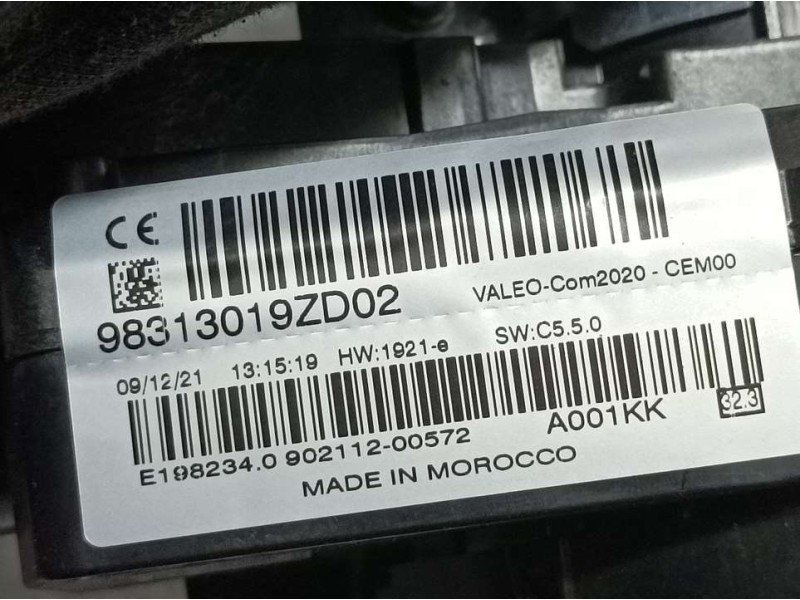 CE
98313019ZD02
VALEO-Com2020 - CEM00
09/12/21 13:15:19 HW:1921-e SW:C5.5.0
E198234.0 902112-00572 A001KK 32.3
MADE IN MOROCCO